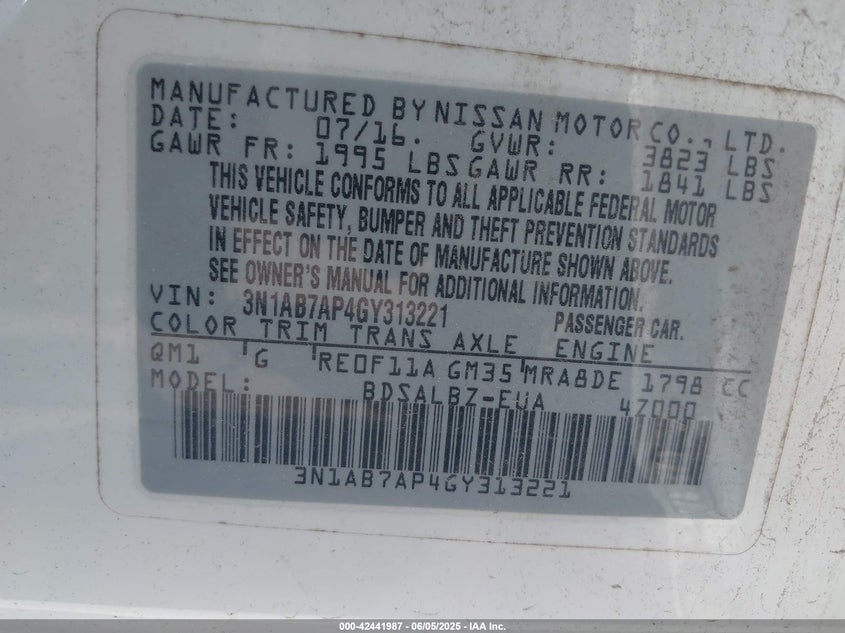 MANUFACTURED BY NISSAN MOTOR CO., LTD.
DATE: 07/16. GVWR: 3823 LBS
GAWR FR: 1995 LBS GAWR RR: 1841 LBS
THIS VEHICLE CONFORMS TO ALL APPLICABLE FEDERAL MOTOR
VEHICLE SAFETY, BUMPER AND THEFT PREVENTION STANDARDS
IN EFFECT ON THE DATE OF MANUFACTURE SHOWN ABOVE.
SEE OWNER'S MANUAL FOR ADDITIONAL INFORMATION.
VIN: 3N1AB7AP4GY313221 PASSENGER CAR.
COLOR TRIM TRANS AXLE ENGINE
QM1 G RE0F11A GM35 MRA8DE 1798 CC
MODEL: BDSALBZ-EUA 47000
3N1AB7AP4GY313221
000-42441987 - 06/05/2025 - IAA Inc.